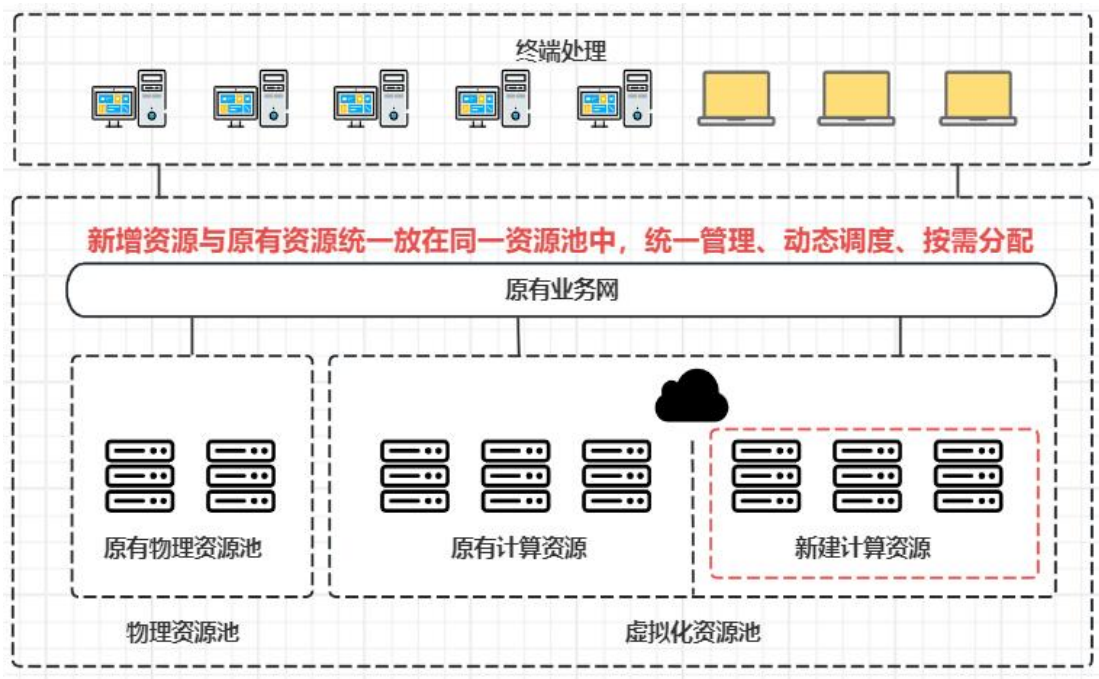 终端处理
新增资源与原有资源统一放在同一资源池中，统一管理、动态调度、按需分配
原有业务网
原有物理资源池
原有计算资源
新建计算资源
物理资源池
虚拟化资源池